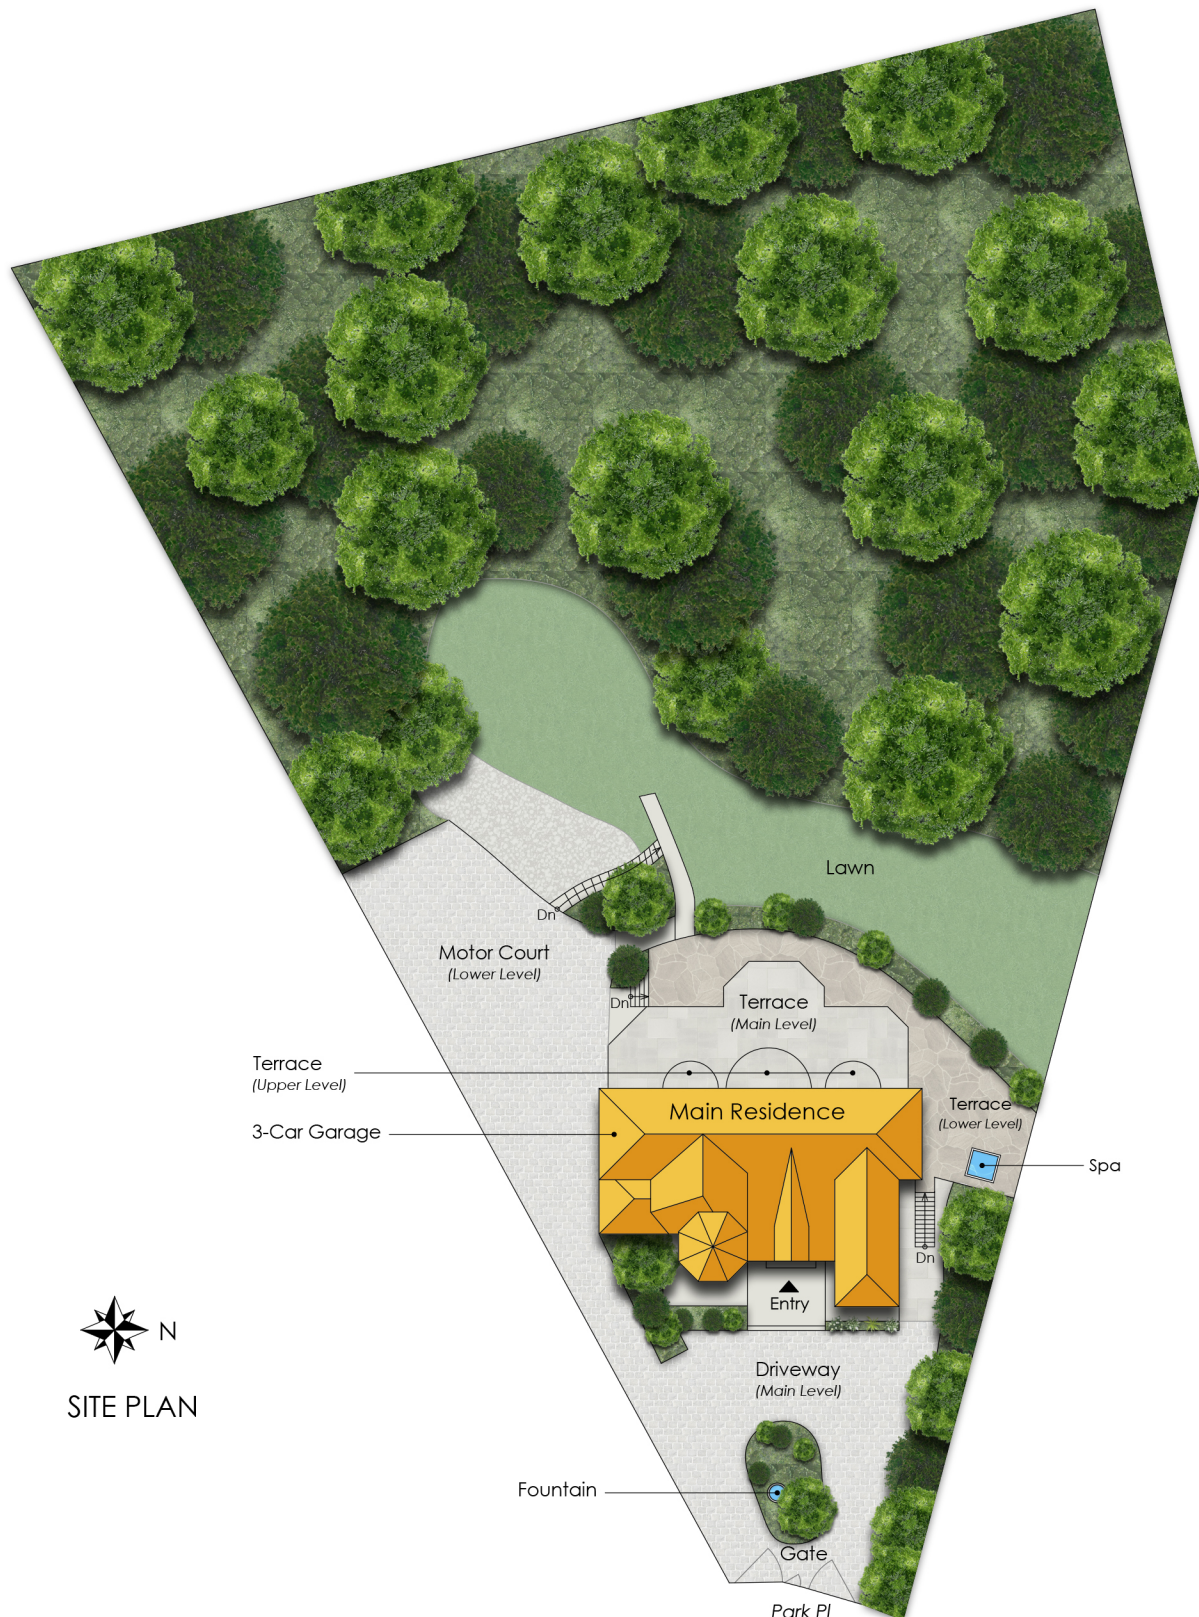 Lawn
Dn
Motor Court
(Lower Level)
Dn
Terrace
(Main Level)
Terrace
(Upper Level)
Main Residence
Terrace
(Lower Level)
3-Car Garage
Spa
Dn
Entry
N
Driveway
(Main Level)
SITE PLAN
Fountain
Gate
Park Pl